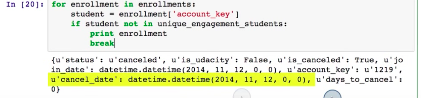 In [20]: for enrollment in enrollments:
student = enrollment['account_key']
if student not in unique_engagement_students:
print enrollment
break
{u'status': u'canceled', u'is_udacity': False, u'is_canceled': True, u'jo
in_date': datetime.datetime(2014, 11, 12, 0, 0), u'account_key': u'1219',
u'cancel_date': datetime.datetime(2014, 11, 12, 0, 0), u'days_to_cancel':
0}